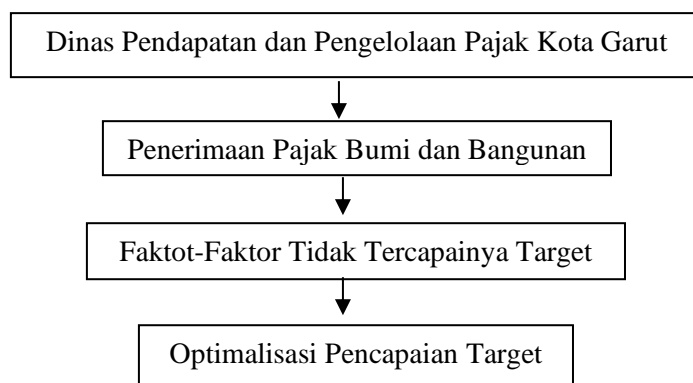 Dinas Pendapatan dan Pengelolaan Pajak Kota Garut
Penerimaan Pajak Bumi dan Bangunan
Faktot-Faktor Tidak Tercapainya Target
Optimalisasi Pencapaian Target